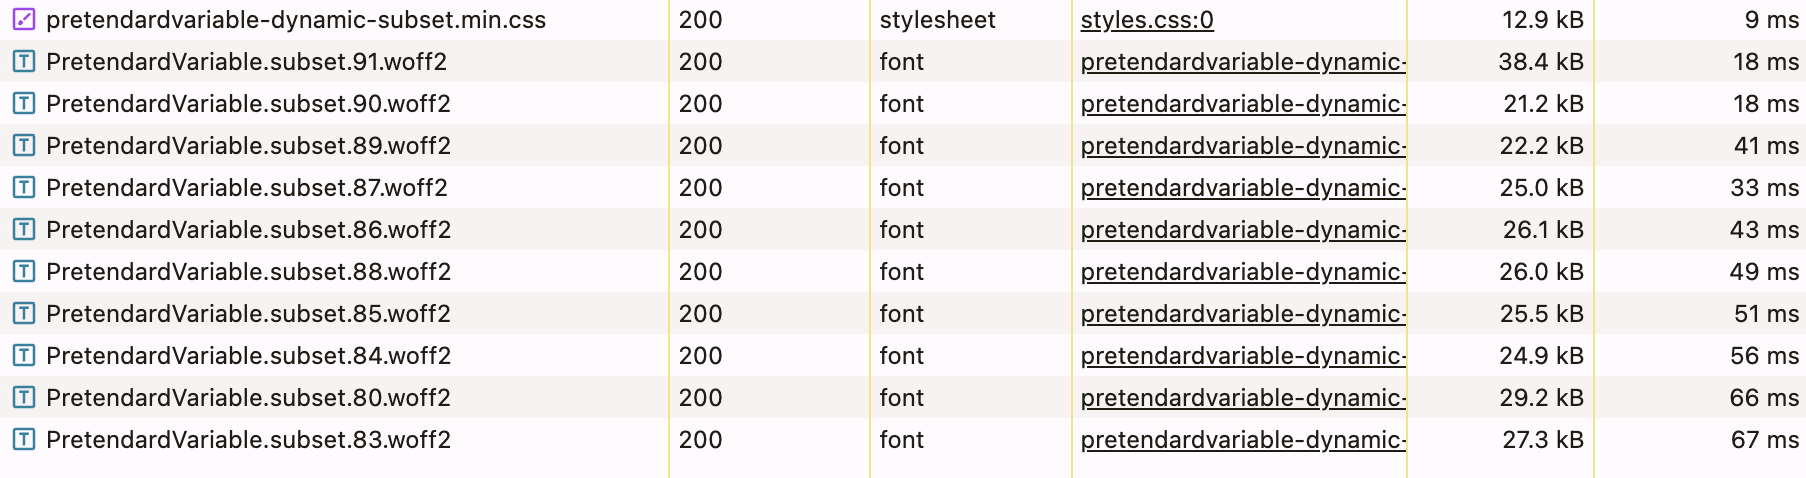 pretendardvariable-dynamic-subset.min.css 200 stylesheet styles.css:0 12.9 kB 9 ms
PretendardVariable.subset.91.woff2 200 font pretendardvariable-dynamic- 38.4 kB 18 ms
PretendardVariable.subset.90.woff2 200 font pretendardvariable-dynamic- 21.2 kB 18 ms
PretendardVariable.subset.89.woff2 200 font pretendardvariable-dynamic- 22.2 kB 41 ms
PretendardVariable.subset.87.woff2 200 font pretendardvariable-dynamic- 25.0 kB 33 ms
PretendardVariable.subset.86.woff2 200 font pretendardvariable-dynamic- 26.1 kB 43 ms
PretendardVariable.subset.88.woff2 200 font pretendardvariable-dynamic- 26.0 kB 49 ms
PretendardVariable.subset.85.woff2 200 font pretendardvariable-dynamic- 25.5 kB 51 ms
PretendardVariable.subset.84.woff2 200 font pretendardvariable-dynamic- 24.9 kB 56 ms
PretendardVariable.subset.80.woff2 200 font pretendardvariable-dynamic- 29.2 kB 66 ms
PretendardVariable.subset.83.woff2 200 font pretendardvariable-dynamic- 27.3 kB 67 ms